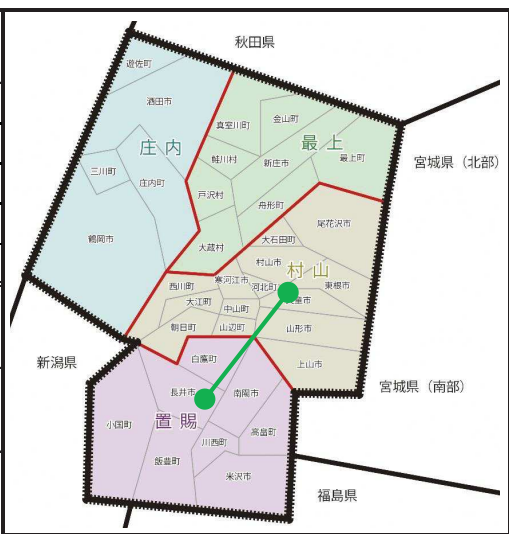 秋田県
遊佐町
酒田市
真室川町
金山町
最上
庄内
鮭川村
新庄市
最上町
宮城県（北部）
三川町
庄内町
戸沢村
舟形町
尾花沢市
鶴岡市
大蔵村
大石田町
村山市
村山
西川町
寒河江市
河北町
東根市
大江町
中山町
朝日町
山辺町
山形市
新潟県
白鷹町
上山市
宮城県（南部）
長井市
南陽市
小国町
置賜
高畠町
川西町
飯豊町
米沢市
福島県